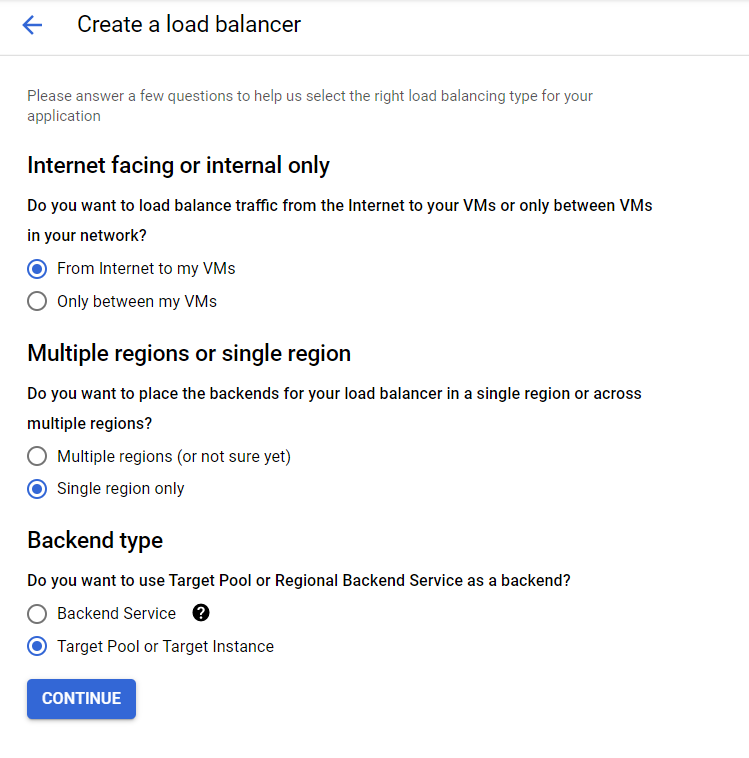 Create a load balancer
Please answer a few questions to help us select the right load balancing type for your
application
Internet facing or internal only
Do you want to load balance traffic from the Internet to your VMs or only between VMs
in your network?
From Internet to my VMs
Only between my VMs
Multiple regions or single region
Do you want to place the backends for your load balancer in a single region or across
multiple regions?
Multiple regions (or not sure yet)
Single region only
Backend type
Do you want to use Target Pool or Regional Backend Service as a backend?
Backend Service ?
Target Pool or Target Instance
CONTINUE